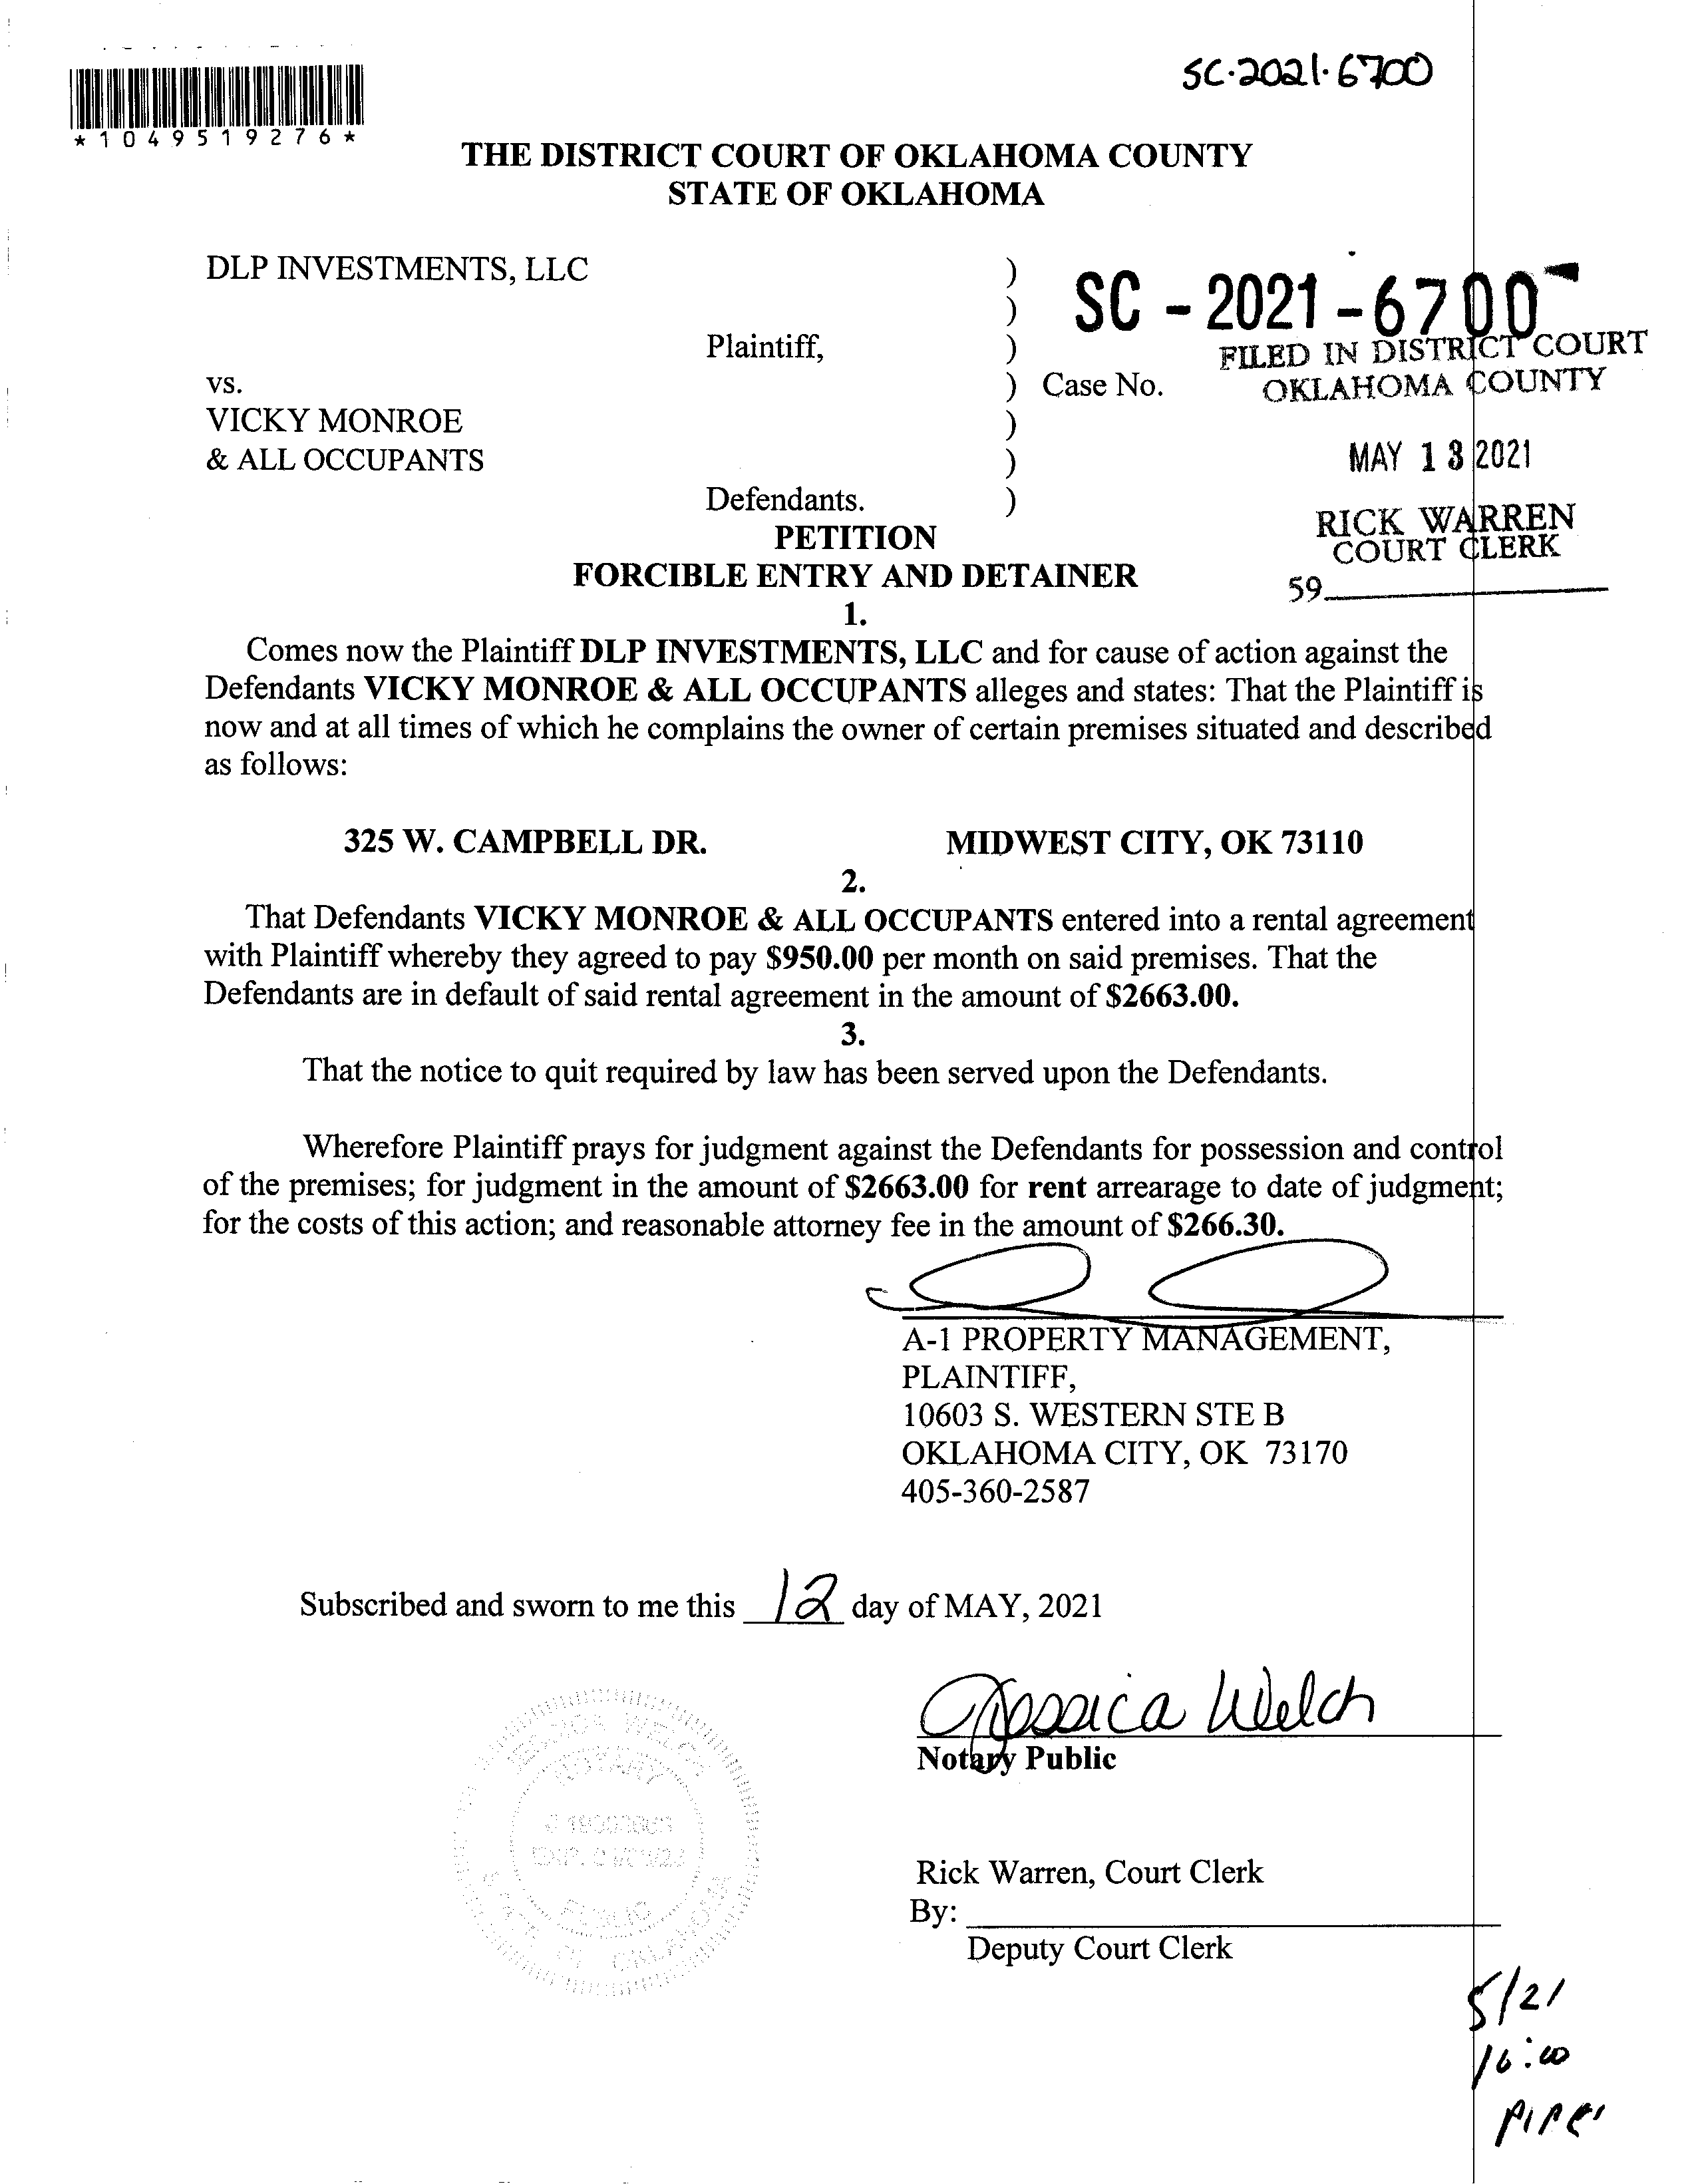 SC·2021·6700
*1049519276*
THE DISTRICT COURT OF OKLAHOMA COUNTY
STATE OF OKLAHOMA
DLP INVESTMENTS, LLC )
)
SC - 2021 - 6700
Plaintiff, )
FILED IN DISTRICT COURT
vs. ) Case No.
OKLAHOMA COUNTY
VICKY MONROE )
& ALL OCCUPANTS )
MAY 13 2021
Defendants. )
RICK WARREN
COURT CLERK
59
PETITION
FORCIBLE ENTRY AND DETAINER
1.
Comes now the Plaintiff DLP INVESTMENTS, LLC and for cause of action against the
Defendants VICKY MONROE & ALL OCCUPANTS alleges and states: That the Plaintiff is
now and at all times of which he complains the owner of certain premises situated and described
as follows:
325 W. CAMPBELL DR. MIDWEST CITY, OK 73110
2.
That Defendants VICKY MONROE & ALL OCCUPANTS entered into a rental agreement
with Plaintiff whereby they agreed to pay $950.00 per month on said premises. That the
Defendants are in default of said rental agreement in the amount of $2663.00.
3.
That the notice to quit required by law has been served upon the Defendants.
Wherefore Plaintiff prays for judgment against the Defendants for possession and control
of the premises; for judgment in the amount of $2663.00 for rent arrearage to date of judgment;
for the costs of this action; and reasonable attorney fee in the amount of $266.30.
A-1 PROPERTY MANAGEMENT,
PLAINTIFF,
10603 S. WESTERN STE B
OKLAHOMA CITY, OK 73170
405-360-2587
Subscribed and sworn to me this 12 day of MAY, 2021
Jessica Welch
Notary Public
JESSICA WELCH
NOTARY
PUBLIC
STATE OF OKLAHOMA
Rick Warren, Court Clerk
By:
Deputy Court Clerk
5/21